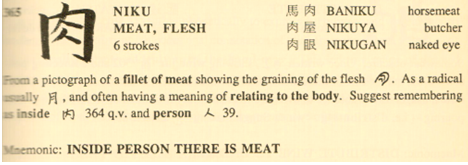 365
肉
NIKU
MEAT, FLESH
6 strokes
馬肉 BANIKU horsemeat
肉屋 NIKUYA butcher
肉眼 NIKUGAN naked eye
From a pictograph of a fillet of meat showing the graining of the flesh . As a radical
usually 月, and often having a meaning of relating to the body. Suggest remembering
as inside 内 364 q.v. and person 人 39.
Mnemonic: INSIDE PERSON THERE IS MEAT